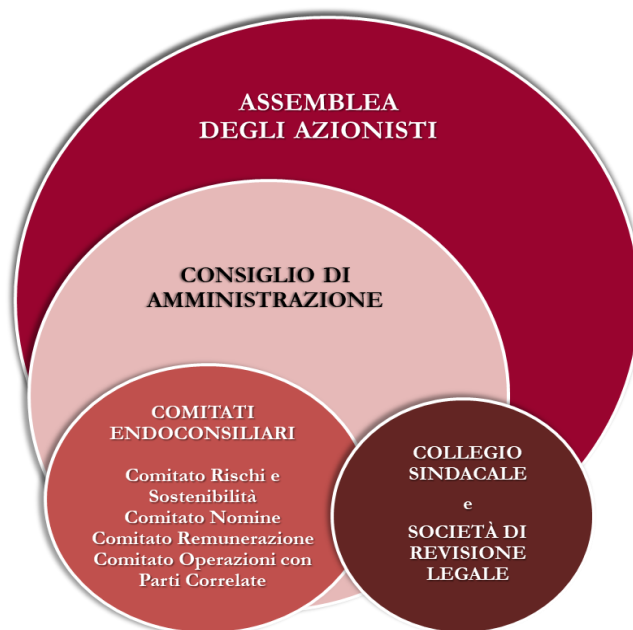 ASSEMBLEA
DEGLI AZIONISTI
CONSIGLIO DI
AMMINISTRAZIONE
COMITATI
ENDOCONSILIARI
Comitato Rischi e
Sostenibilità
Comitato Nomine
Comitato Remunerazione
Comitato Operazioni con
Parti Correlate
COLLEGIO
SINDACALE
e
SOCIETÀ DI
REVISIONE
LEGALE